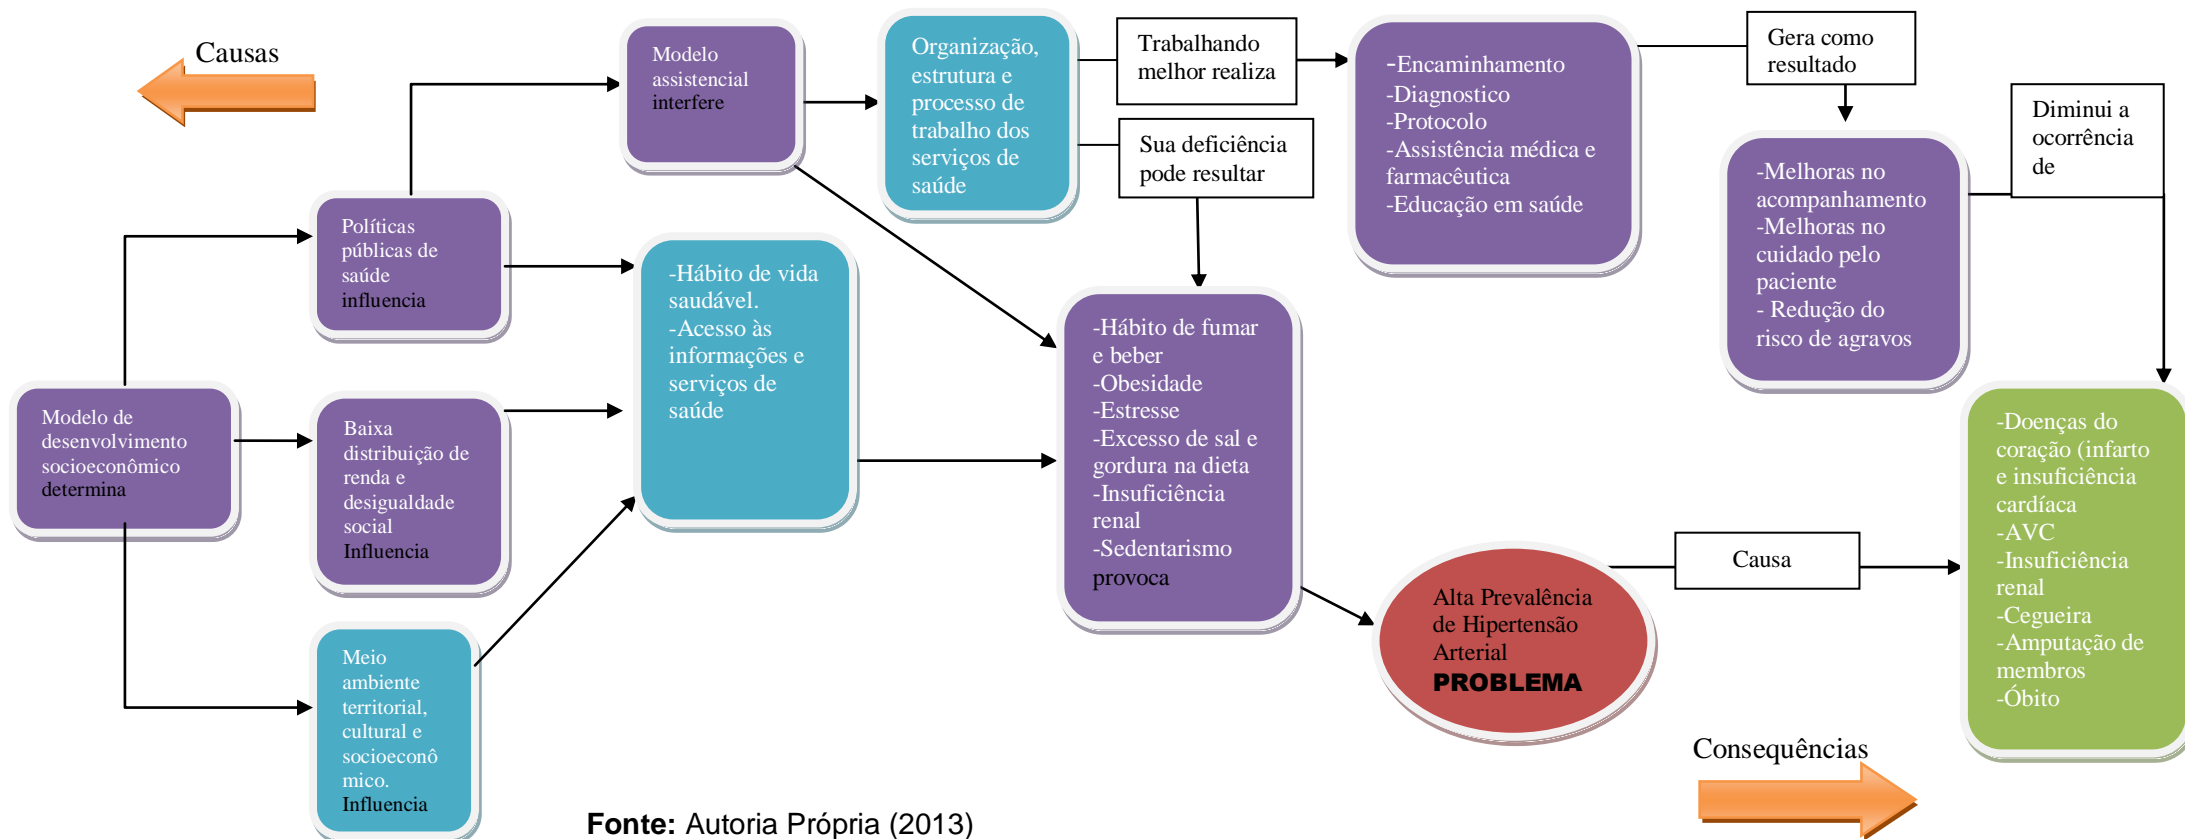 Causas
Modelo
assistencial
interfere
Organização,
estrutura e
processo de
trabalho dos
serviços de
saúde
Trabalhando
melhor realiza
Sua deficiência
pode resultar
-Encaminhamento
-Diagnostico
-Protocolo
-Assistência médica e
farmacêutica
-Educação em saúde
Gera como
resultado
Diminui a
ocorrência
de
-Melhoras no
acompanhamento
-Melhoras no
cuidado pelo
paciente
- Redução do
risco de agravos
Políticas
públicas de
saúde
influencia
-Hábito de vida
saudável.
-Acesso às
informações e
serviços de
saúde
-Hábito de fumar
e beber
-Obesidade
-Estresse
-Excesso de sal e
gordura na dieta
-Insuficiência
renal
-Sedentarismo
provoca
Modelo de
desenvolvimento
socioeconômico
determina
Baixa
distribuição de
renda e
desigualdade
social
Influencia
Meio
ambiente
territorial,
cultural e
socioeconô
mico.
Influencia
Alta Prevalência
de Hipertensão
Arterial
PROBLEMA
Causa
-Doenças do
coração (infarto
e insuficiência
cardíaca
-AVC
-Insuficiência
renal
-Cegueira
-Amputação de
membros
-Óbito
Consequências
Fonte: Autoria Própria (2013)